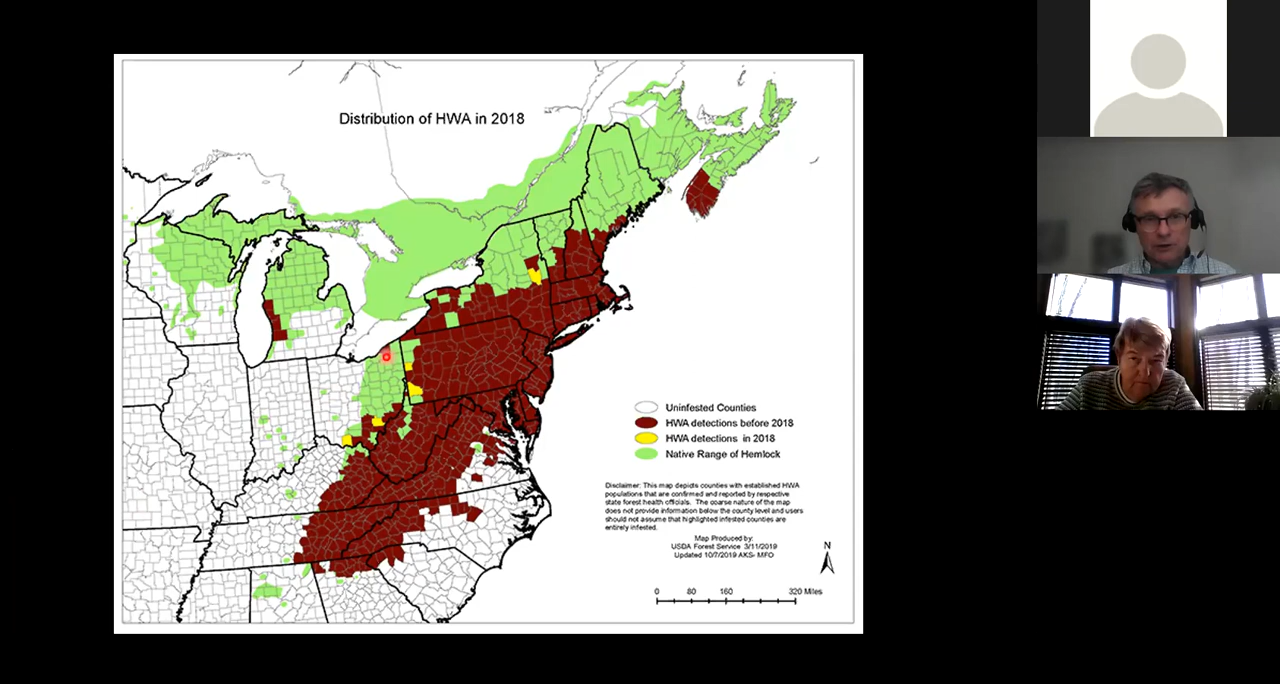 Distribution of HWA in 2018
Uninfested Counties
HWA detections before 2018
HWA detections in 2018
Native Range of Hemlock
Disclaimer: This map depicts counties with established HWA
populations that are confirmed and reported by respective
state forest health officials. The coarse nature of the map
does not provide information below the county level and users
should not assume that highlighted infested counties are
entirely infested.
Map Produced by:
USDA Forest Service 3/11/2019
Updated 10/7/2019 AKS- MFO
N
0 80 160 320 Miles